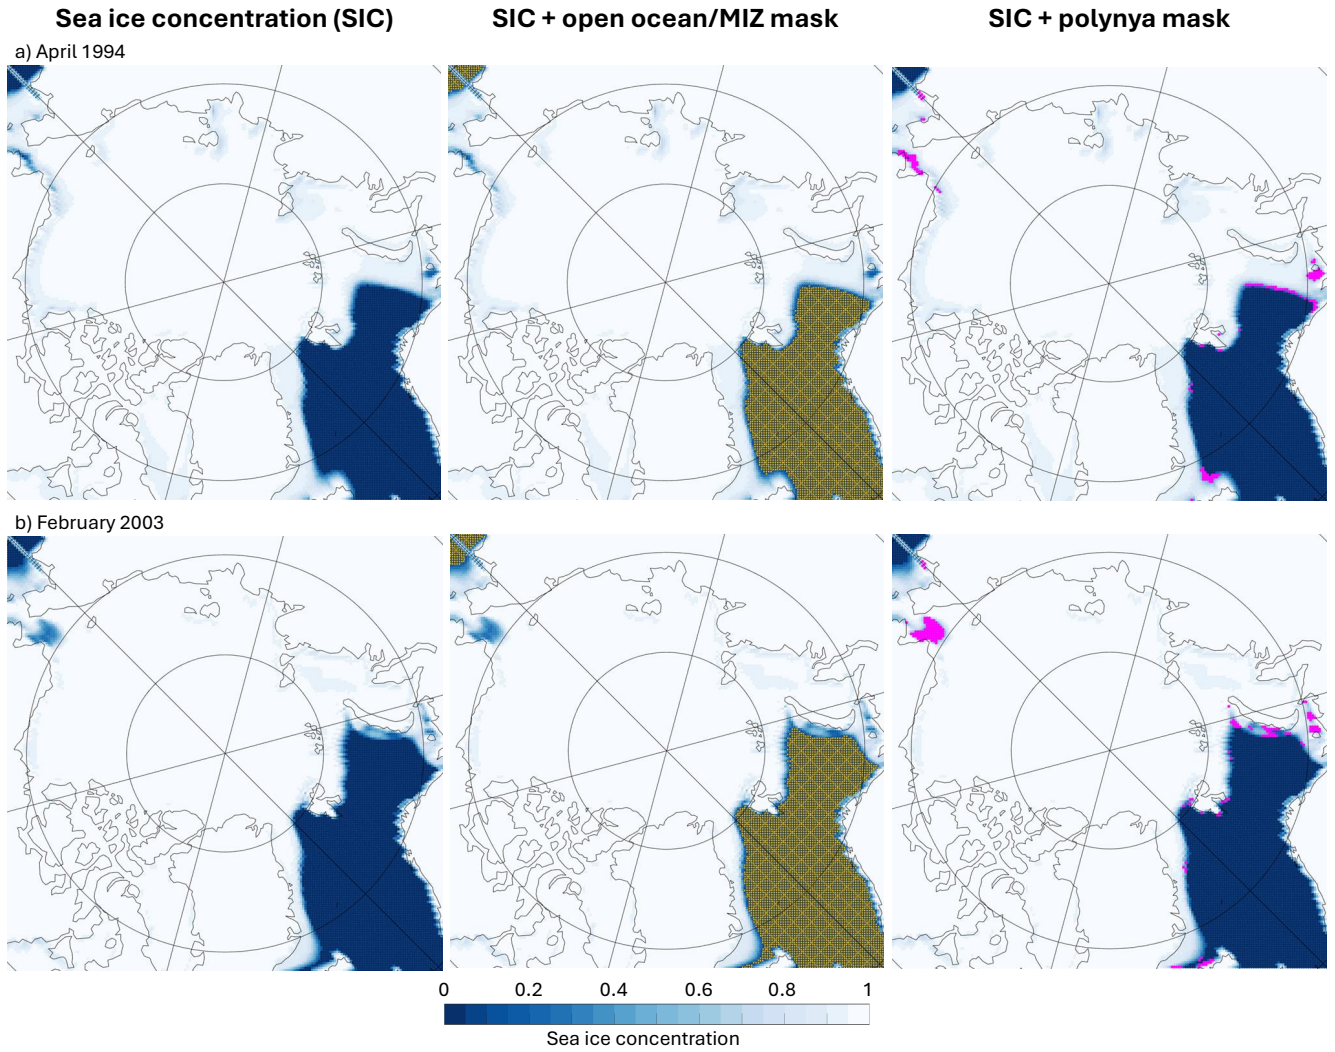 Sea ice concentration (SIC)
SIC + open ocean/MIZ mask
SIC + polynya mask
a) April 1994
b) February 2003
0 0.2 0.4 0.6 0.8 1
Sea ice concentration